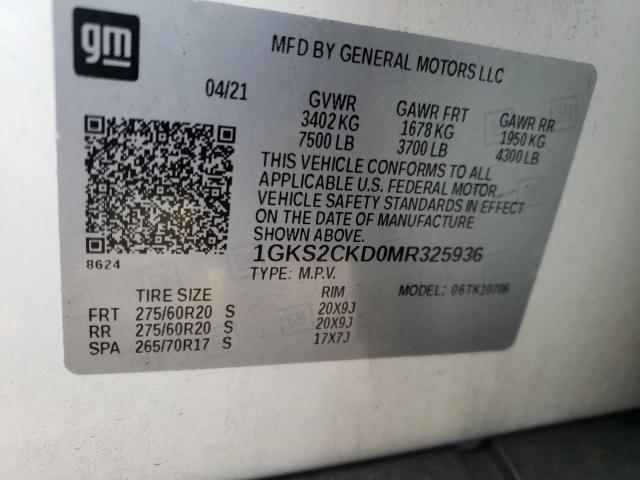 gm
MFD BY GENERAL MOTORS LLC
04/21
GVWR GAWR FRT GAWR RR
3402 KG 1678 KG 1950 KG
7500 LB 3700 LB 4300 LB
THIS VEHICLE CONFORMS TO ALL
APPLICABLE U.S. FEDERAL MOTOR
VEHICLE SAFETY STANDARDS IN EFFECT
ON THE DATE OF MANUFACTURE
SHOWN ABOVE.
1GKS2CKD0MR325936
8624
TYPE: M.P.V. MODEL: 06TK10706
TIRE SIZE RIM
FRT 275/60R20 S 20X9J
RR 275/60R20 S 20X9J
SPA 265/70R17 S 17X7J